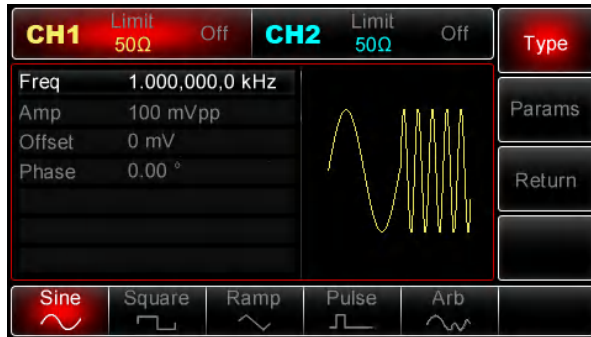 CH1 Limit 50Ω Off CH2 Limit 50Ω Off
Type
Freq 1.000,000,0 kHz
Amp 100 mVpp
Offset 0 mV
Phase 0.00 °
Params
Return
Sine Square Ramp Pulse Arb